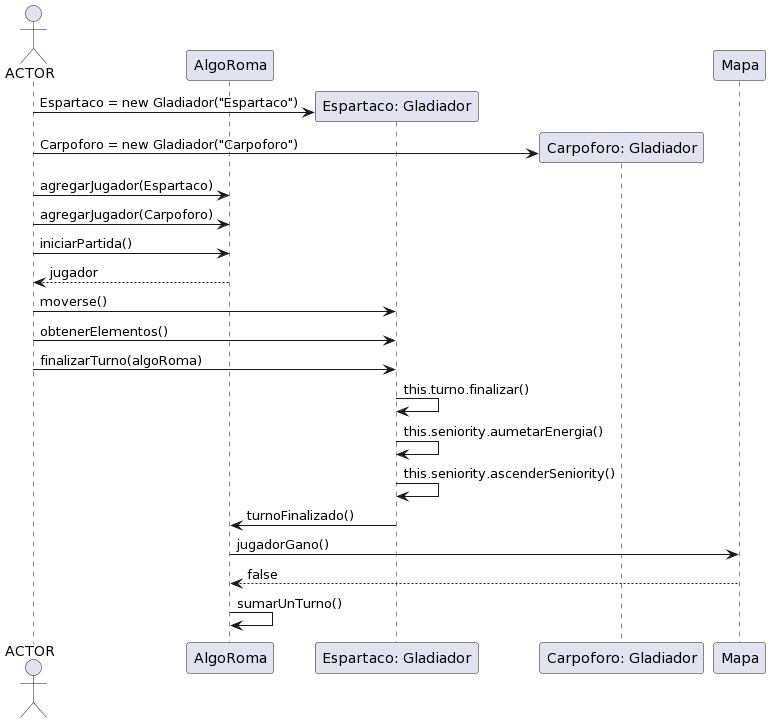 ACTOR
AlgoRoma
Mapa
Espartaco = new Gladiador("Espartaco")
Espartaco: Gladiador
Carpoforo = new Gladiador("Carpoforo")
Carpoforo: Gladiador
agregarJugador(Espartaco)
agregarJugador(Carpoforo)
iniciarPartida()
jugador
moverse()
obtenerElementos()
finalizarTurno(algoRoma)
this.turno.finalizar()
this.seniority.aumetarEnergia()
this.seniority.ascenderSeniority()
turnoFinalizado()
jugadorGano()
false
sumarUnTurno()
ACTOR
AlgoRoma
Espartaco: Gladiador
Carpoforo: Gladiador
Mapa